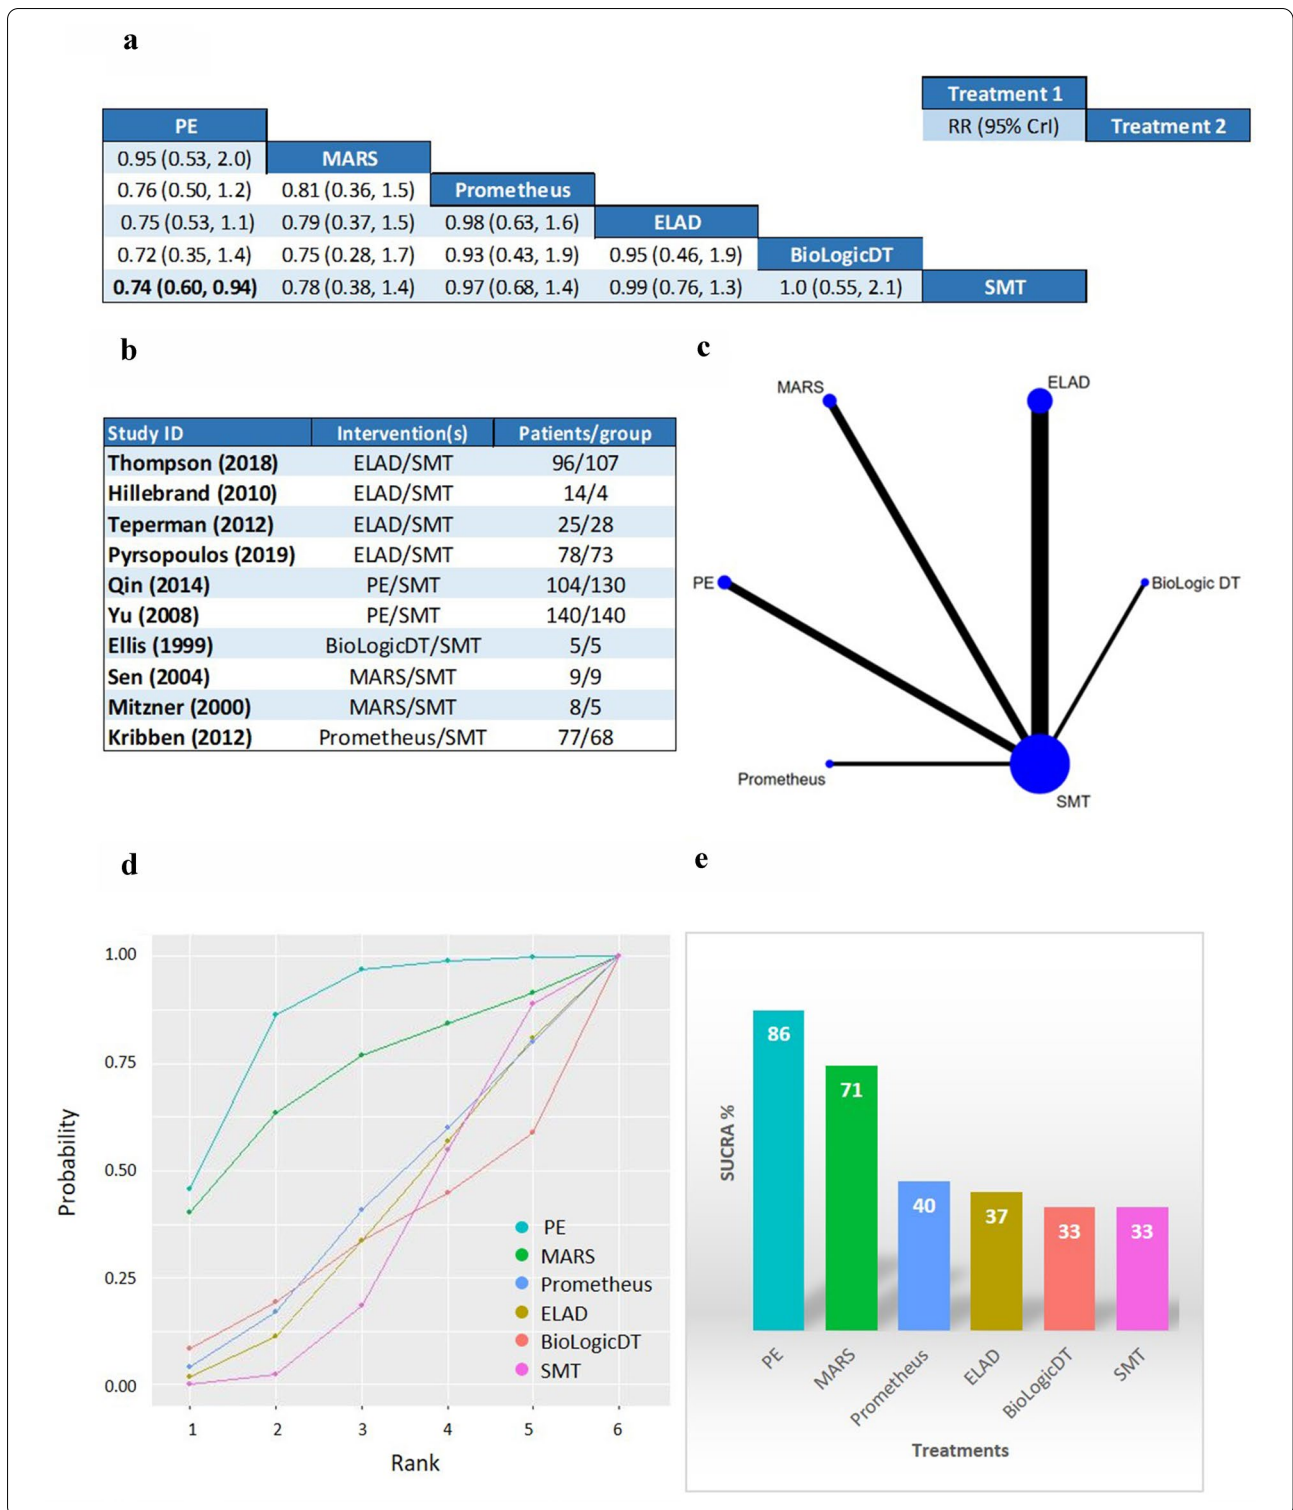 a
Treatment 1
PE RR (95% CrI) Treatment 2
0.95 (0.53, 2.0) MARS
0.76 (0.50, 1.2) 0.81 (0.36, 1.5) Prometheus
0.75 (0.53, 1.1) 0.79 (0.37, 1.5) 0.98 (0.63, 1.6) ELAD
0.72 (0.35, 1.4) 0.75 (0.28, 1.7) 0.93 (0.43, 1.9) 0.95 (0.46, 1.9) BioLogicDT
0.74 (0.60, 0.94) 0.78 (0.38, 1.4) 0.97 (0.68, 1.4) 0.99 (0.76, 1.3) 1.0 (0.55, 2.1) SMT
b
Study ID Intervention(s) Patients/group
Thompson (2018) ELAD/SMT 96/107
Hillebrand (2010) ELAD/SMT 14/4
Teperman (2012) ELAD/SMT 25/28
Pyrsopoulos (2019) ELAD/SMT 78/73
Qin (2014) PE/SMT 104/130
Yu (2008) PE/SMT 140/140
Ellis (1999) BioLogicDT/SMT 5/5
Sen (2004) MARS/SMT 9/9
Mitzner (2000) MARS/SMT 8/5
Kribben (2012) Prometheus/SMT 77/68
c
MARS
ELAD
PE
BioLogic DT
Prometheus
SMT
d
1.00
0.75
0.50
0.25
0.00
Probability
1 2 3 4 5 6
Rank
PE
MARS
Prometheus
ELAD
BioLogicDT
SMT
e
SUCRA %
86
71
40
37
33
33
PE
MARS
Prometheus
ELAD
BioLogicDT
SMT
Treatments